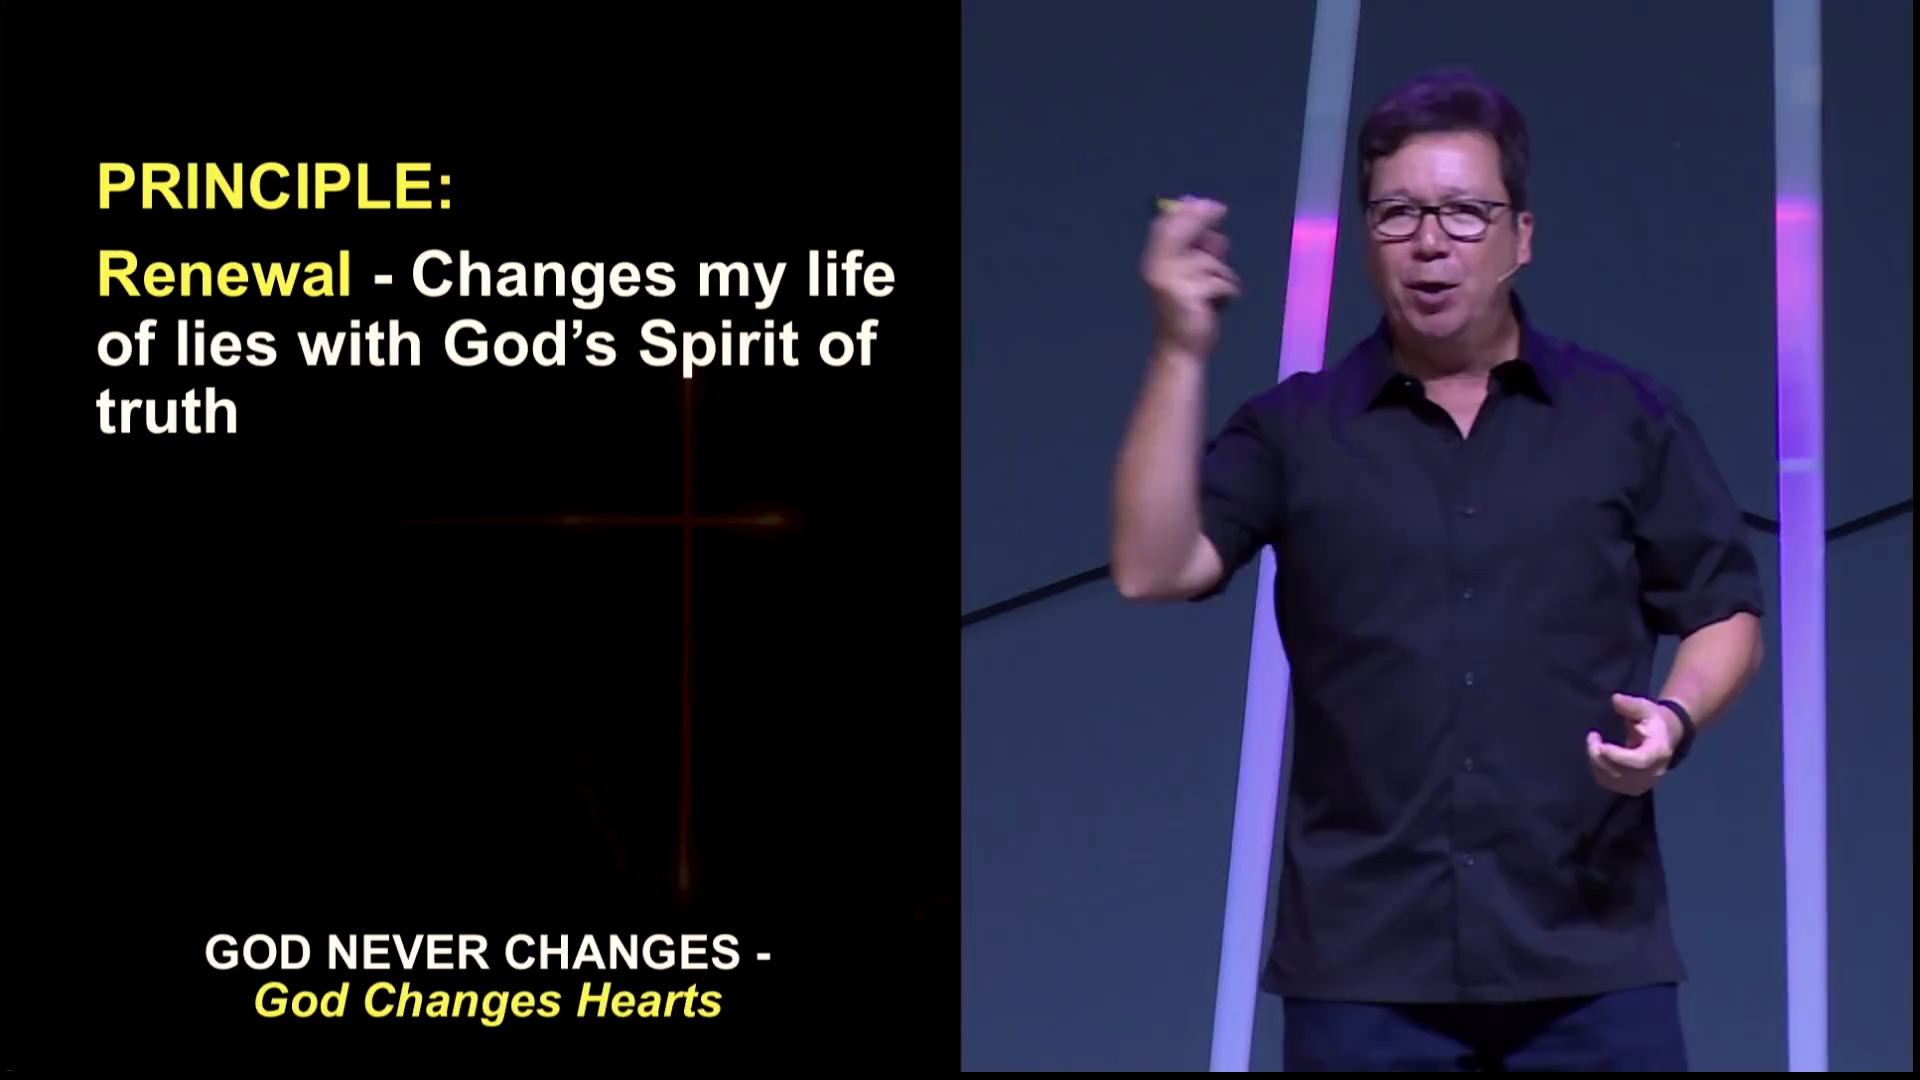 PRINCIPLE:
Renewal - Changes my life
of lies with God’s Spirit of
truth
GOD NEVER CHANGES -
God Changes Hearts